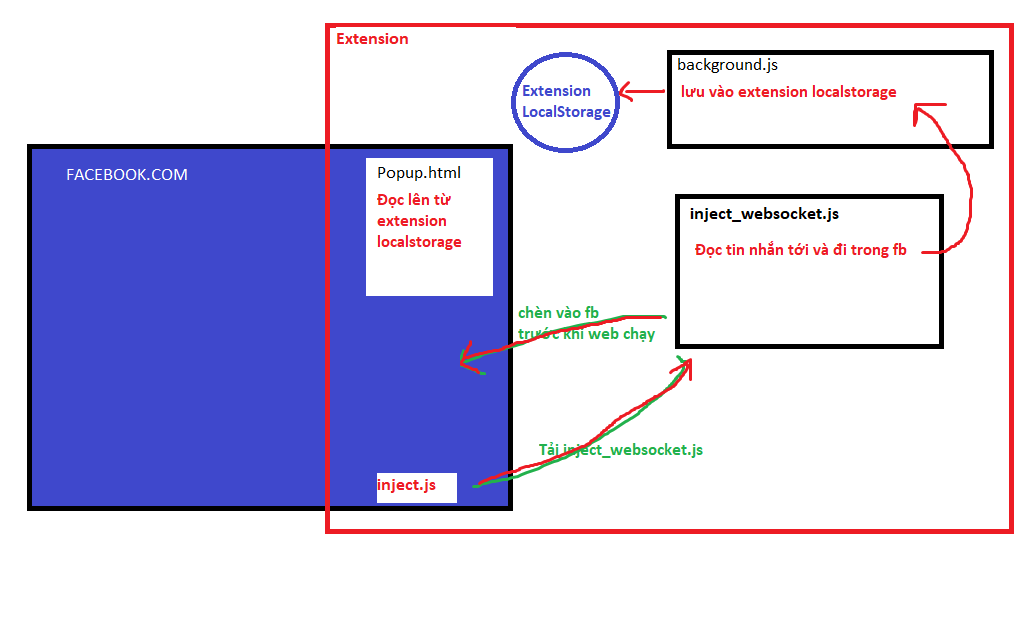 Extension
background.js
lưu vào extension localstorage
Extension
LocalStorage
FACEBOOK.COM
Popup.html
Đọc lên từ
extension
localstorage
inject_websocket.js
Đọc tin nhắn tới và đi trong fb
chèn vào fb
trước khi web chạy
Tải inject_websocket.js
inject.js